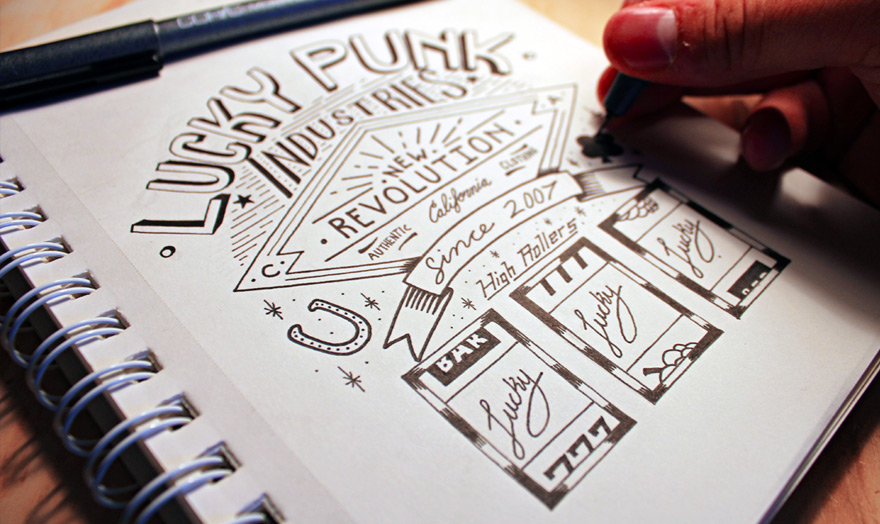 LUCKY PUNK
INDUSTRIES
NEW
REVOLUTION
California
AUTHENTIC
CLOTHING
C
A
Since 2007
High Rollers
BAR
Lucky
777
777
Lucky
Lucky